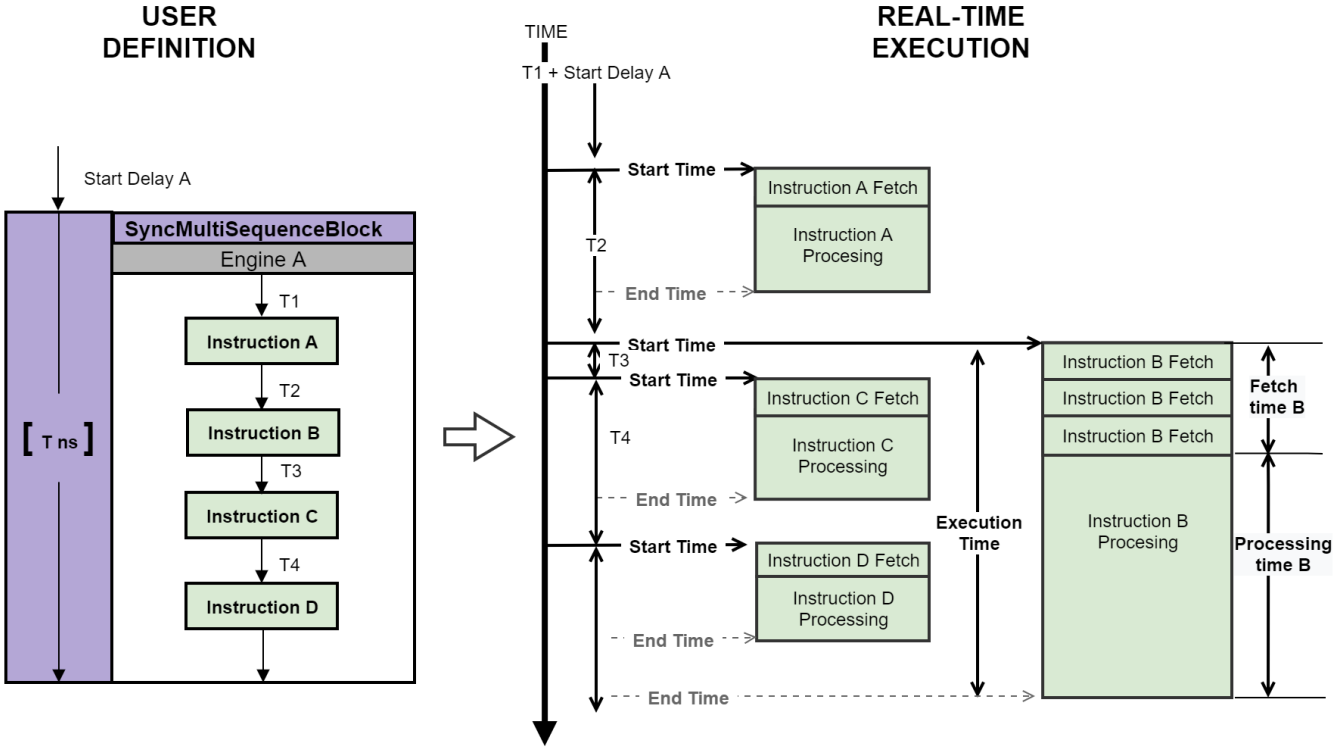 USER
DEFINITION
Start Delay A
SyncMultiSequenceBlock
Engine A
T1
Instruction A
T2
Instruction B
[ T ns ]
T3
Instruction C
T4
Instruction D
REAL-TIME
EXECUTION
TIME
T1 + Start Delay A
Start Time
Instruction A Fetch
T2
Instruction A
Procesing
End Time
Start Time
T3
Start Time
Instruction C Fetch
T4
Instruction C
Processing
End Time
Start Time
Instruction D Fetch
Instruction D
Processing
End Time
End Time
Execution
Time
Instruction B Fetch
Instruction B Fetch
Instruction B Fetch
Instruction B
Procesing
Fetch
time B
Processing
time B